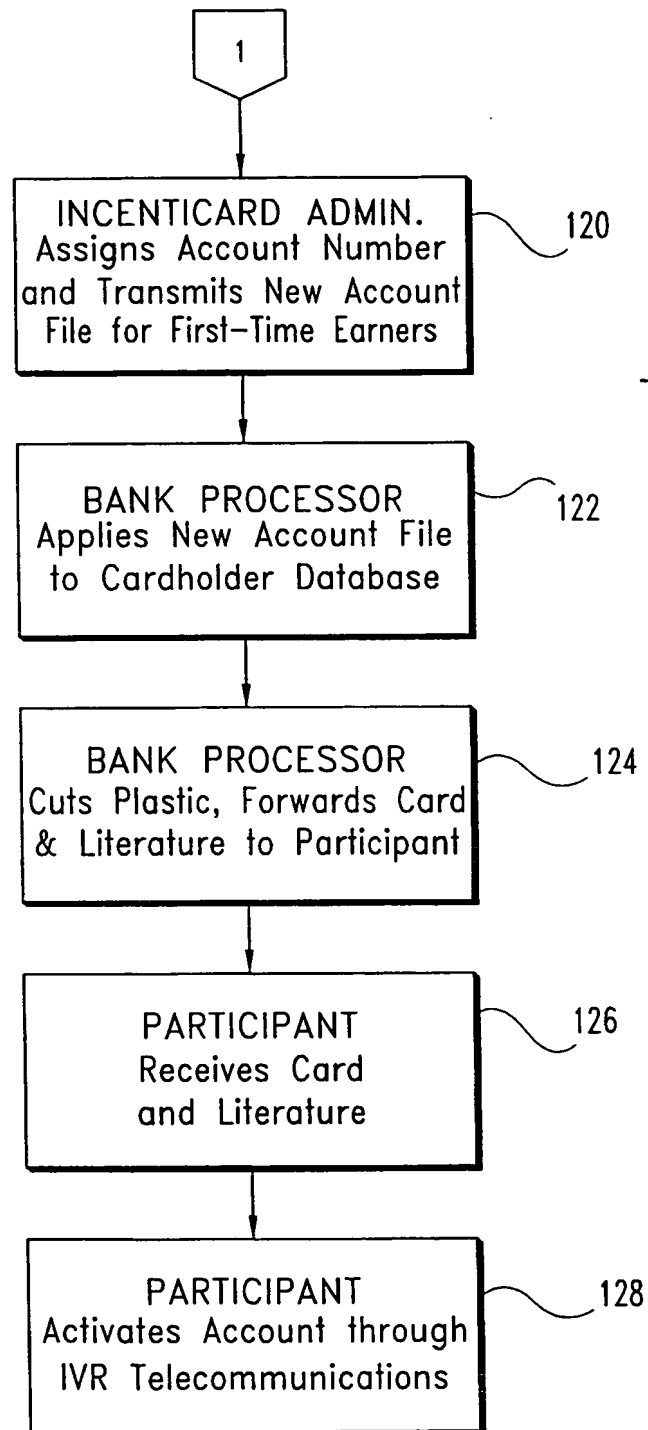 1
INCENTICARD ADMIN.
Assigns Account Number
and Transmits New Account
File for First-Time Earners
120
BANK PROCESSOR
Applies New Account File
to Cardholder Database
122
BANK PROCESSOR
Cuts Plastic, Forwards Card
& Literature to Participant
124
PARTICIPANT
Receives Card
and Literature
126
PARTICIPANT
Activates Account through
IVR Telecommunications
128